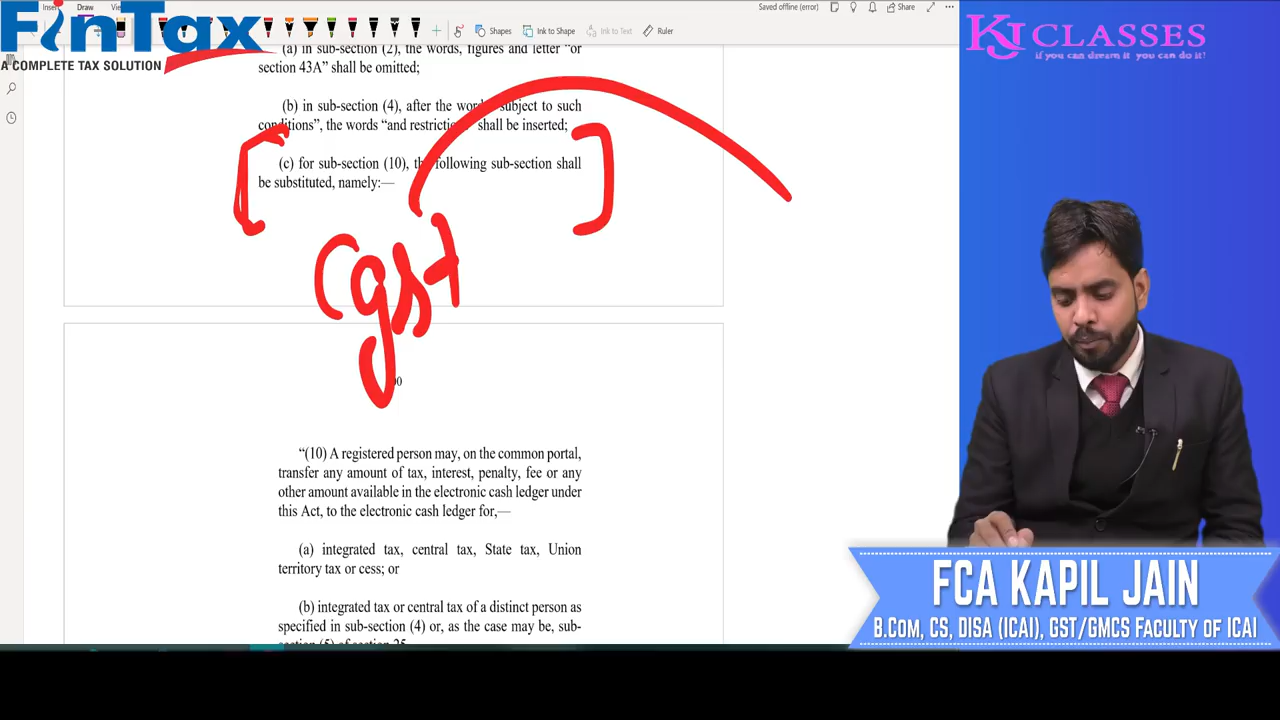 Insert Draw
Saved offline (error) Share
FinTax
A COMPLETE TAX SOLUTION
Shapes Ink to Shape Ink to Text Ruler
KJ CLASSES
if you can dream it you can do it!
(a) in sub-section (2), the words, figures and letter “or
section 43A” shall be omitted;
(b) in sub-section (4), after the words “subject to such
conditions”, the words “and restrictions” shall be inserted;
(c) for sub-section (10), the following sub-section shall
be substituted, namely:—
Cgst
“(10) A registered person may, on the common portal,
transfer any amount of tax, interest, penalty, fee or any
other amount available in the electronic cash ledger under
this Act, to the electronic cash ledger for,—
(a) integrated tax, central tax, State tax, Union
territory tax or cess; or
(b) integrated tax or central tax of a distinct person as
specified in sub-section (4) or, as the case may be, sub-
section (5) of section 25
FCA KAPIL JAIN
B.COM, CS, DISA (ICAI), GST/GMCS FACULTY OF ICAI